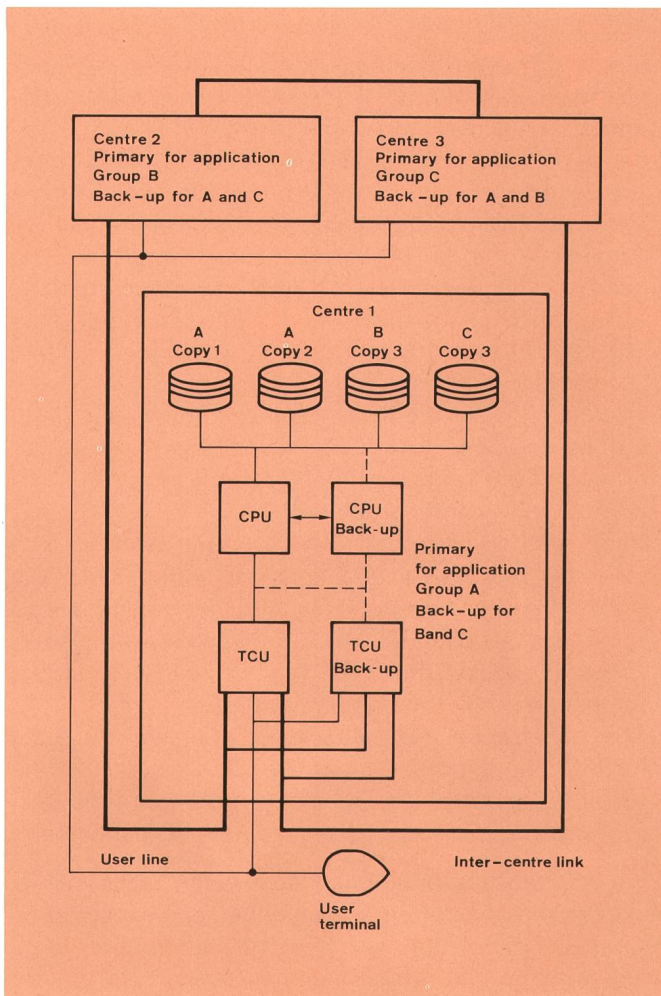 Centre 2
Primary for application
Group B
Back-up for A and C
Centre 3
Primary for application
Group C
Back-up for A and B
Centre 1
A
Copy 1
A
Copy 2
B
Copy 3
C
Copy 3
CPU
CPU
Back-up
Primary
for application
Group A
Back-up for
Band C
TCU
TCU
Back-up
User line
Inter-centre link
User
terminal